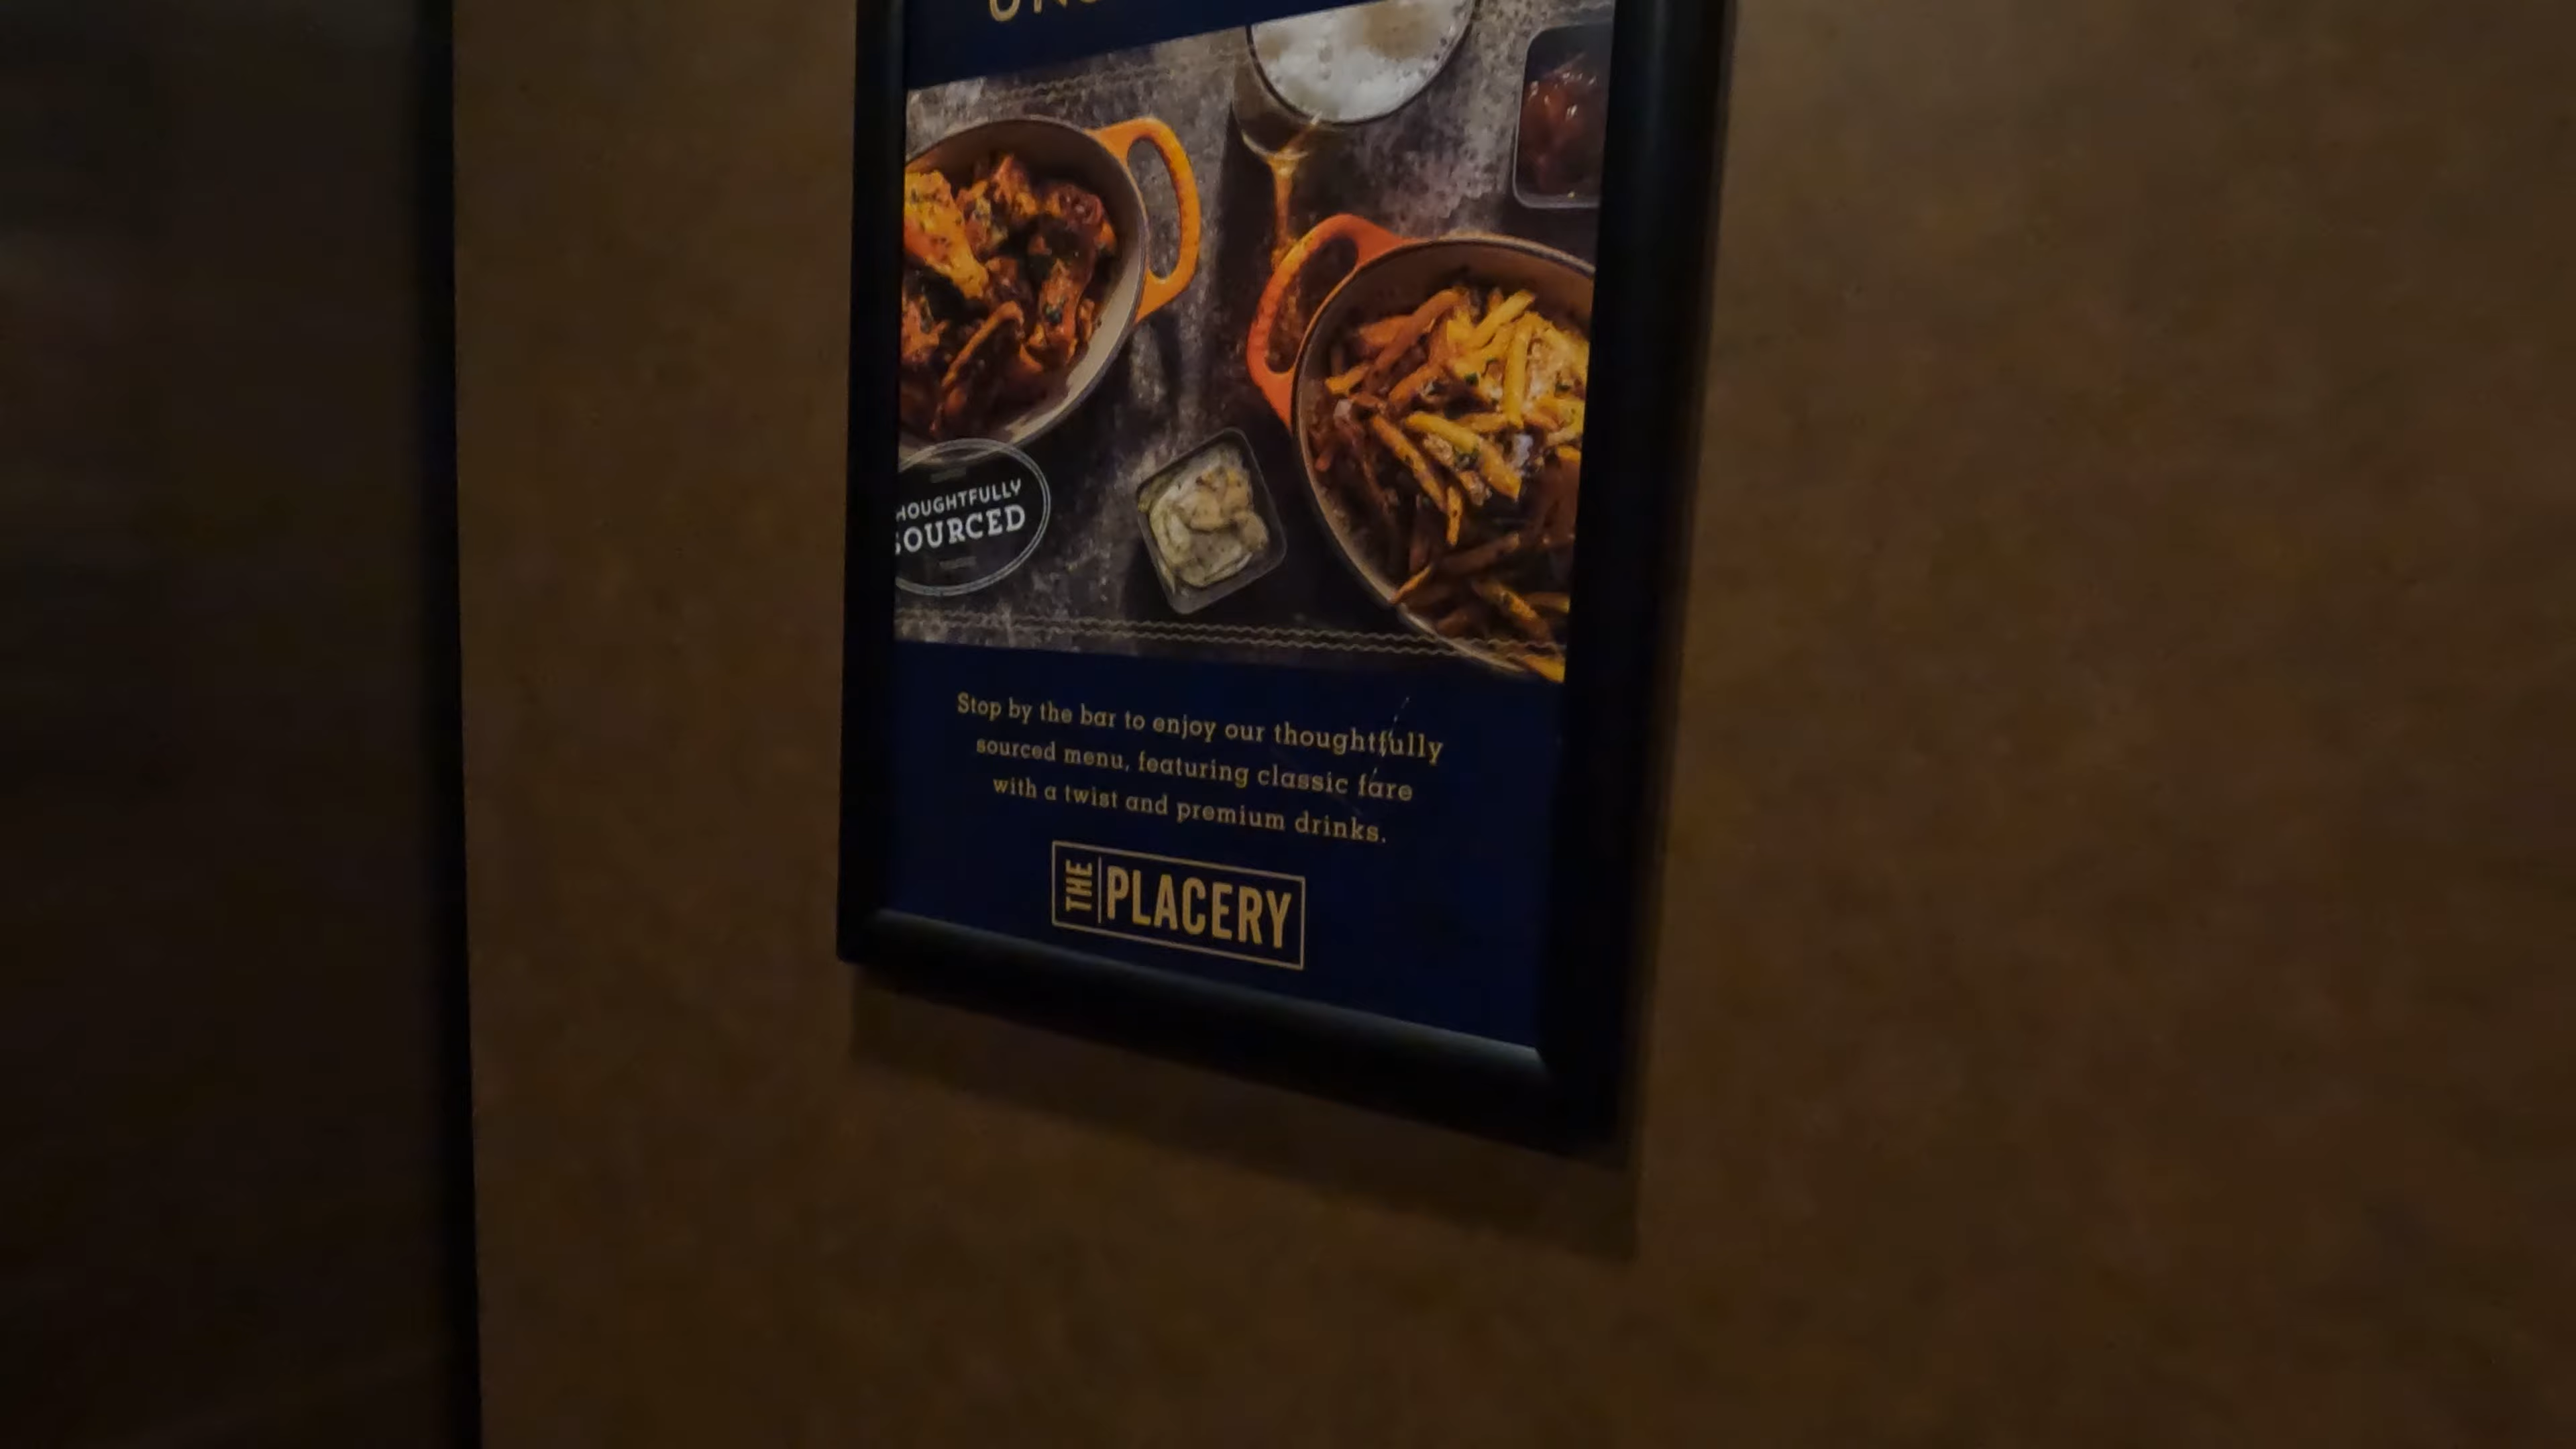 HOUGHTFULLY
SOURCED
Stop by the bar to enjoy our thoughtfully
sourced menu, featuring classic fare
with a twist and premium drinks.
THE PLACERY